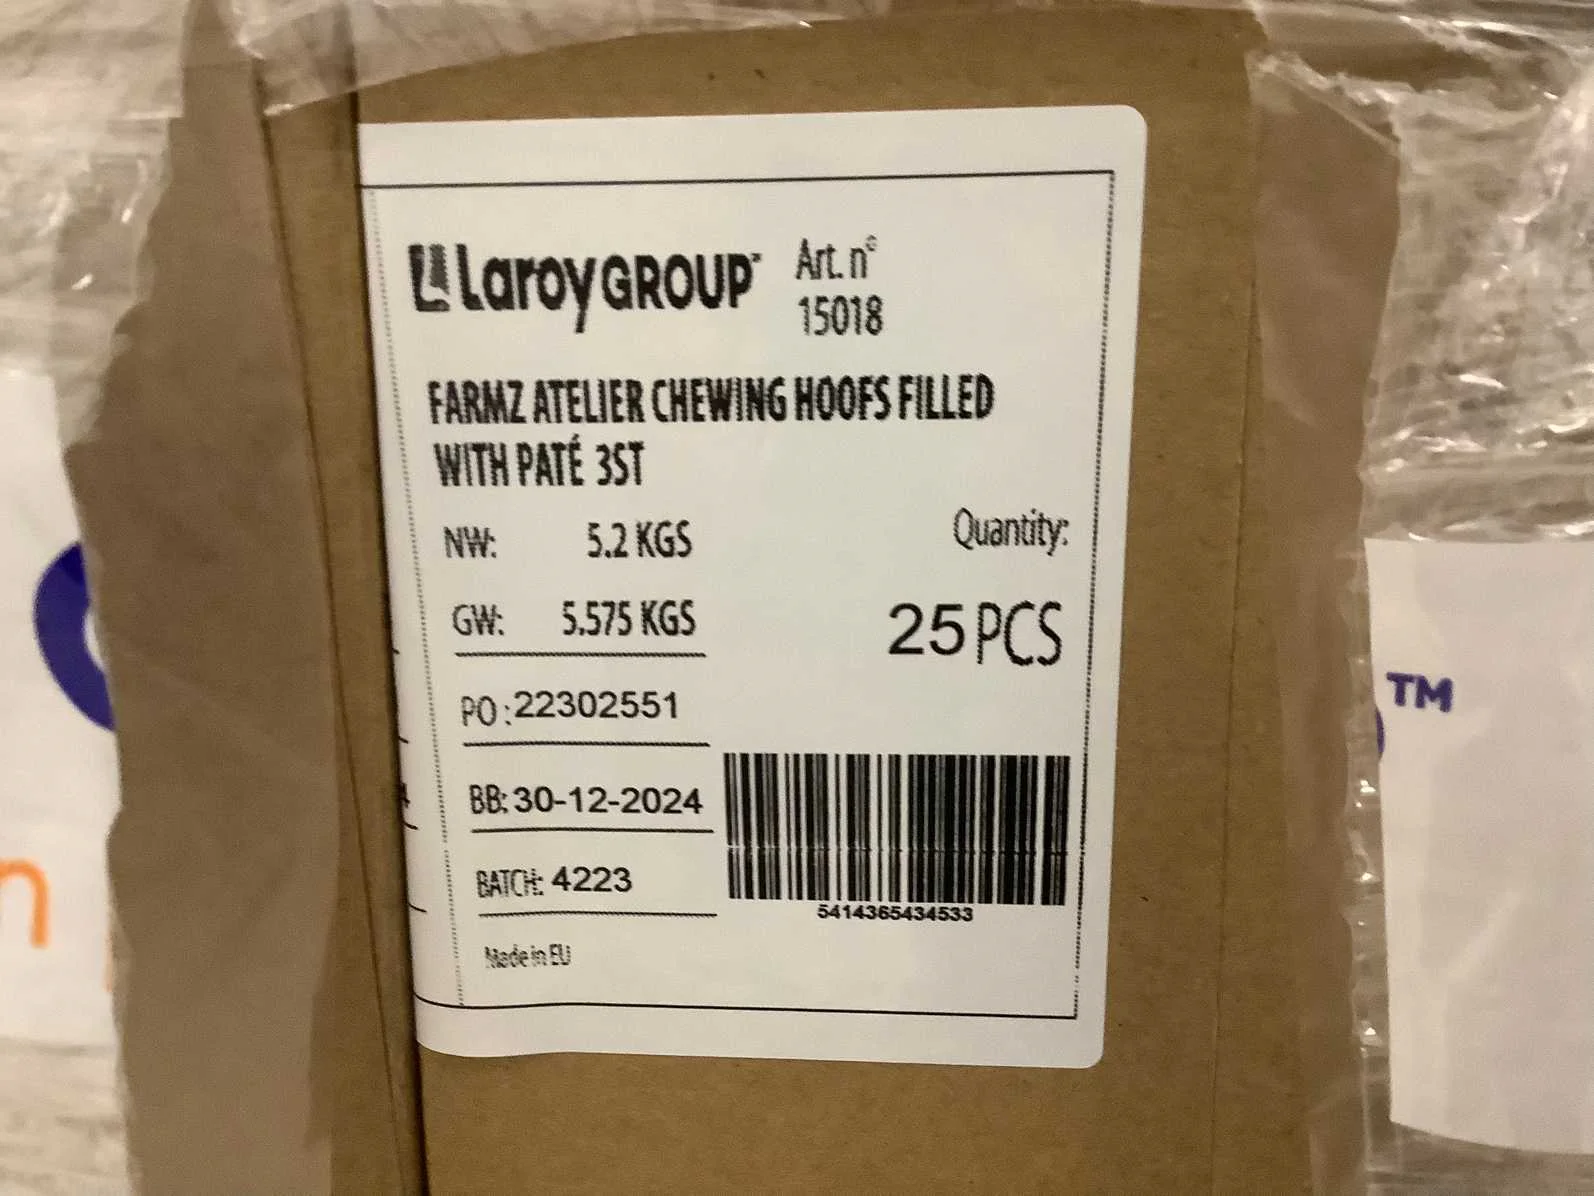 LaroyGROUP
Art. n°
15018
FARMZ ATELIER CHEWING HOOFS FILLED
WITH PATÉ 3ST
NW: 5.2 KGS
Quantity:
GW: 5.575 KGS
25 PCS
PO: 22302551
BB: 30-12-2024
BATCH: 4223
5414365434533
Made in EU
TM
n